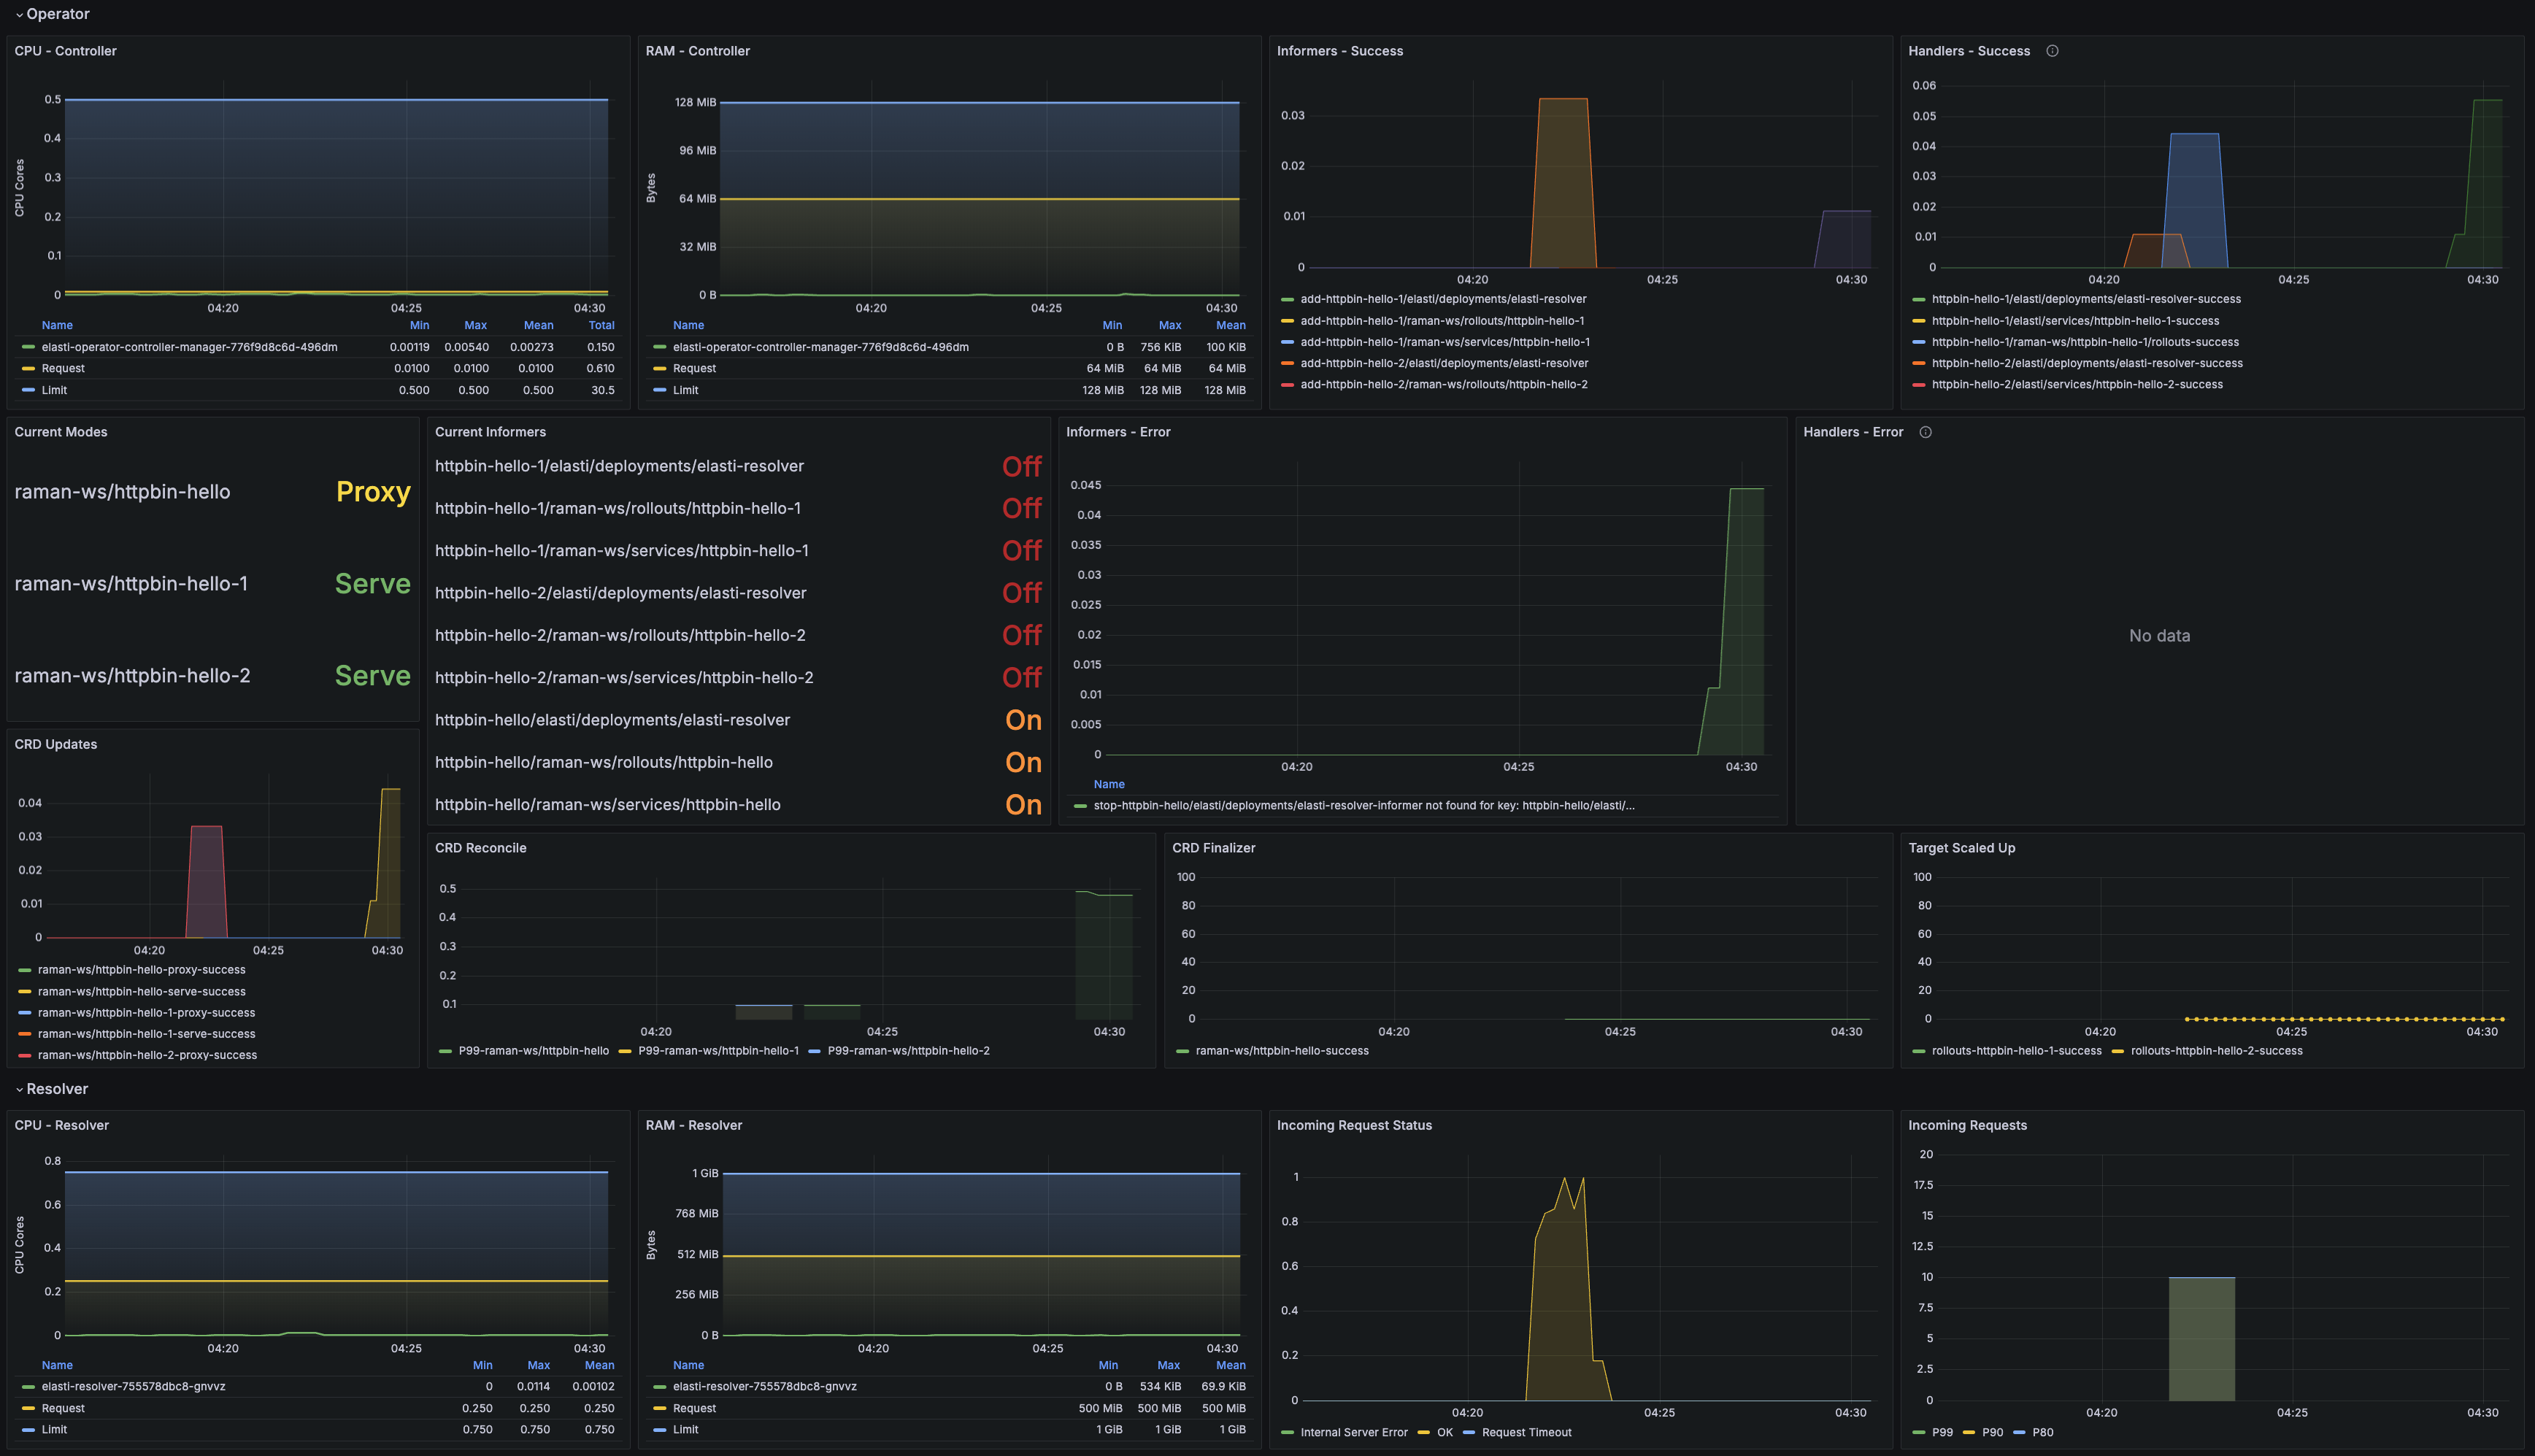 Operator
CPU - Controller
CPU Cores
0.5
0.4
0.3
0.2
0.1
0
04:20 04:25 04:30
Name Min Max Mean Total
elasti-operator-controller-manager-776f9d8c6d-496dm 0.00119 0.00540 0.00273 0.150
Request 0.0100 0.0100 0.0100 0.610
Limit 0.500 0.500 0.500 30.5
RAM - Controller
Bytes
128 MiB
96 MiB
64 MiB
32 MiB
0 B
04:20 04:25 04:30
Name Min Max Mean
elasti-operator-controller-manager-776f9d8c6d-496dm 0 B 756 KiB 100 KiB
Request 64 MiB 64 MiB 64 MiB
Limit 128 MiB 128 MiB 128 MiB
Informers - Success
0.03
0.02
0.01
0
04:20 04:25 04:30
add-httpbin-hello-1/elasti/deployments/elasti-resolver
add-httpbin-hello-1/raman-ws/rollouts/httpbin-hello-1
add-httpbin-hello-1/raman-ws/services/httpbin-hello-1
add-httpbin-hello-2/elasti/deployments/elasti-resolver
add-httpbin-hello-2/raman-ws/rollouts/httpbin-hello-2
Handlers - Success
0.06
0.05
0.04
0.03
0.02
0.01
0
04:20 04:25 04:30
httpbin-hello-1/elasti/deployments/elasti-resolver-success
httpbin-hello-1/elasti/services/httpbin-hello-1-success
httpbin-hello-1/raman-ws/httpbin-hello-1/rollouts-success
httpbin-hello-2/elasti/deployments/elasti-resolver-success
httpbin-hello-2/elasti/services/httpbin-hello-2-success
Current Modes
raman-ws/httpbin-hello Proxy
raman-ws/httpbin-hello-1 Serve
raman-ws/httpbin-hello-2 Serve
Current Informers
httpbin-hello-1/elasti/deployments/elasti-resolver Off
httpbin-hello-1/raman-ws/rollouts/httpbin-hello-1 Off
httpbin-hello-1/raman-ws/services/httpbin-hello-1 Off
httpbin-hello-2/elasti/deployments/elasti-resolver Off
httpbin-hello-2/raman-ws/rollouts/httpbin-hello-2 Off
httpbin-hello-2/raman-ws/services/httpbin-hello-2 Off
httpbin-hello/elasti/deployments/elasti-resolver On
httpbin-hello/raman-ws/rollouts/httpbin-hello On
httpbin-hello/raman-ws/services/httpbin-hello On
Informers - Error
0.045
0.04
0.035
0.03
0.025
0.02
0.015
0.01
0.005
0
04:20 04:25 04:30
Name
stop-httpbin-hello/elasti/deployments/elasti-resolver-informer not found for key: httpbin-hello/elasti/...
Handlers - Error
No data
CRD Updates
0.04
0.03
0.02
0.01
0
04:20 04:25 04:30
raman-ws/httpbin-hello-proxy-success
raman-ws/httpbin-hello-serve-success
raman-ws/httpbin-hello-1-proxy-success
raman-ws/httpbin-hello-1-serve-success
raman-ws/httpbin-hello-2-proxy-success
CRD Reconcile
0.5
0.4
0.3
0.2
0.1
04:20 04:25 04:30
P99-raman-ws/httpbin-hello P99-raman-ws/httpbin-hello-1 P99-raman-ws/httpbin-hello-2
CRD Finalizer
100
80
60
40
20
0
04:20 04:25 04:30
raman-ws/httpbin-hello-success
Target Scaled Up
100
80
60
40
20
0
04:20 04:25 04:30
rollouts-httpbin-hello-1-success rollouts-httpbin-hello-2-success
Resolver
CPU - Resolver
CPU Cores
0.8
0.6
0.4
0.2
0
04:20 04:25 04:30
Name Min Max Mean
elasti-resolver-755578dbc8-gnvvz 0 0.0114 0.00102
Request 0.250 0.250 0.250
Limit 0.750 0.750 0.750
RAM - Resolver
Bytes
1 GiB
768 MiB
512 MiB
256 MiB
0 B
04:20 04:25 04:30
Name Min Max Mean
elasti-resolver-755578dbc8-gnvvz 0 B 534 KiB 69.9 KiB
Request 500 MiB 500 MiB 500 MiB
Limit 1 GiB 1 GiB 1 GiB
Incoming Request Status
1
0.8
0.6
0.4
0.2
0
04:20 04:25 04:30
Internal Server Error OK Request Timeout
Incoming Requests
20
17.5
15
12.5
10
7.5
5
2.5
0
04:20 04:25 04:30
P99 P90 P80